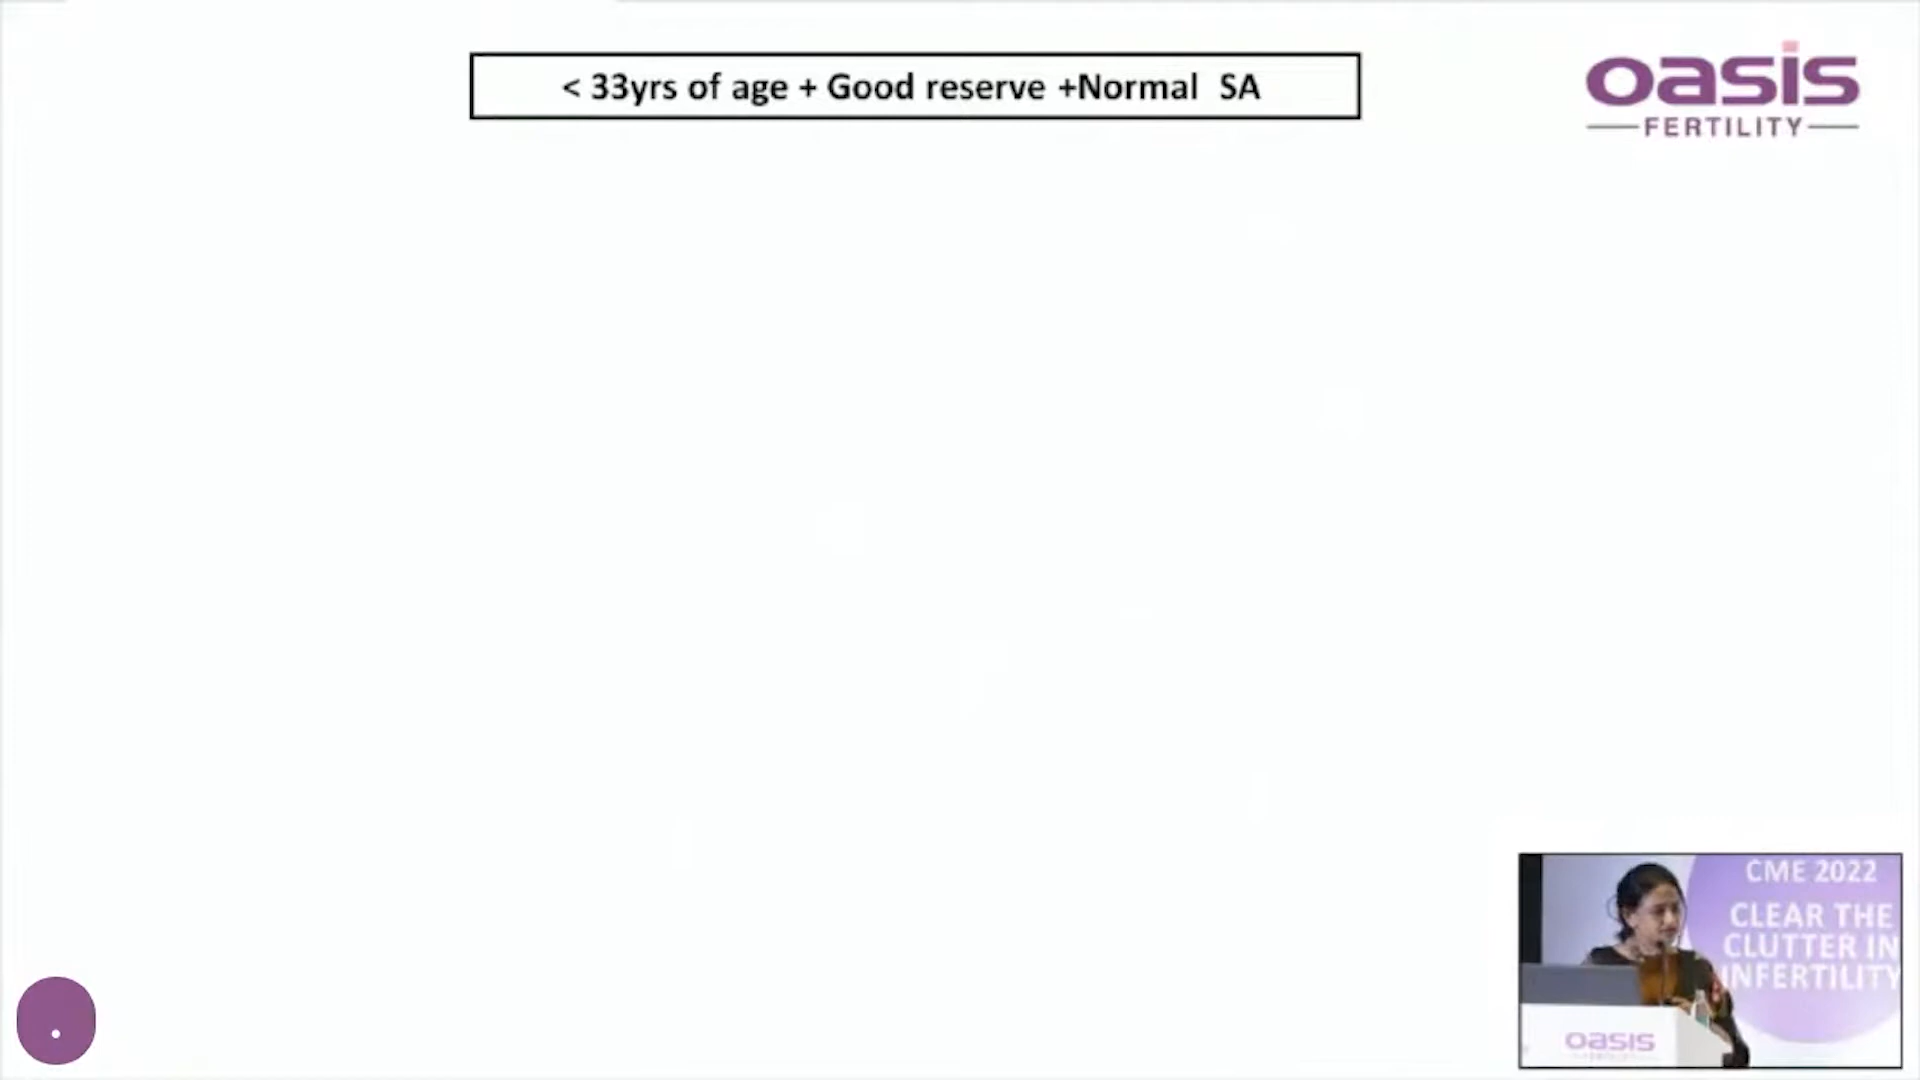 < 33yrs of age + Good reserve +Normal  SA
oasis
FERTILITY
CME 2022
CLEAR THE
CLUTTER IN
INFERTILITY
oasis